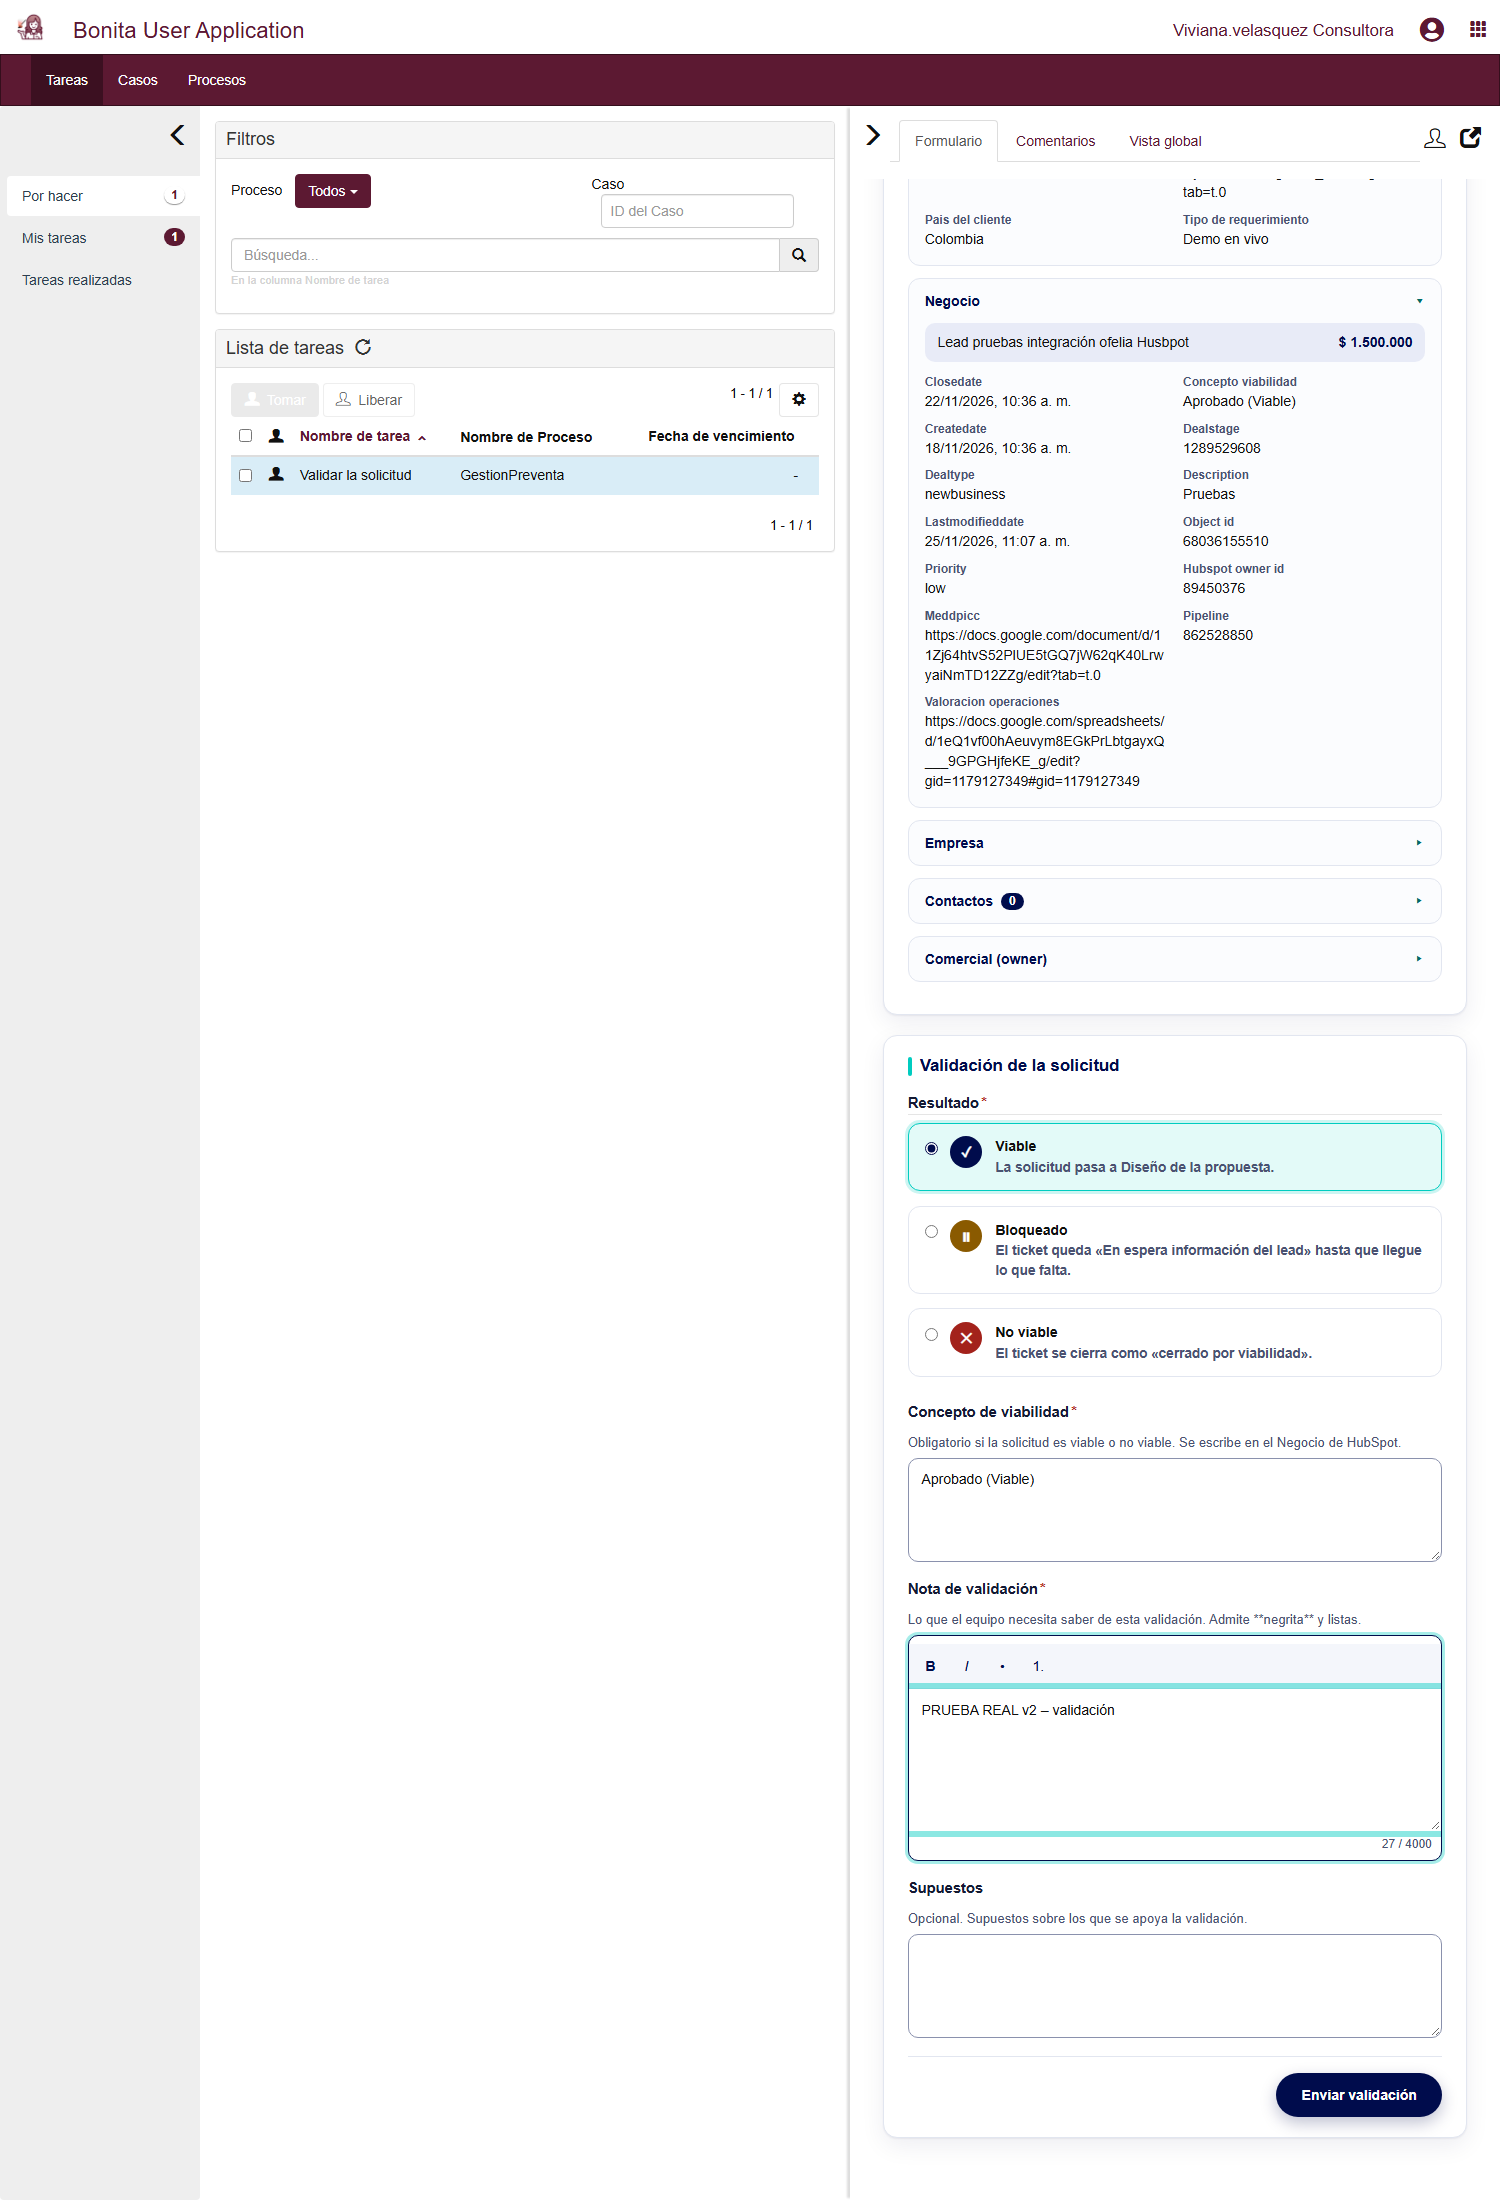 Bonita User Application
Viviana.velasquez Consultora
Tareas
Casos
Procesos
Por hacer
1
Mis tareas
1
Tareas realizadas
Filtros
Proceso
Todos
Caso
ID del Caso
Búsqueda...
En la columna Nombre de tarea
Lista de tareas
Tomar
Liberar
1 - 1 / 1
Nombre de tarea
Nombre de Proceso
Fecha de vencimiento
Validar la solicitud
GestionPreventa
-
1 - 1 / 1
Formulario
Comentarios
Vista global
tab=t.0
Pais del cliente
Colombia
Tipo de requerimiento
Demo en vivo
Negocio
Lead pruebas integración ofelia Husbpot
$ 1.500.000
Closedate
22/11/2026, 10:36 a. m.
Concepto viabilidad
Aprobado (Viable)
Createdate
18/11/2026, 10:36 a. m.
Dealstage
1289529608
Dealtype
newbusiness
Description
Pruebas
Lastmodifieddate
25/11/2026, 11:07 a. m.
Object id
68036155510
Priority
low
Hubspot owner id
89450376
Meddpicc
https://docs.google.com/document/d/1
1Zj64htvS52PIUE5tGQ7jW62qK40Lrw
yaiNmTD12ZZg/edit?tab=t.0
Pipeline
862528850
Valoracion operaciones
https://docs.google.com/spreadsheets/
d/1eQ1vf00hAeuvym8EGkPrLbtgayxQ
___9GPGHjfeKE_g/edit?
gid=1179127349#gid=1179127349
Empresa
Contactos 0
Comercial (owner)
Validación de la solicitud
Resultado*
Viable
La solicitud pasa a Diseño de la propuesta.
Bloqueado
El ticket queda «En espera información del lead» hasta que llegue
lo que falta.
No viable
El ticket se cierra como «cerrado por viabilidad».
Concepto de viabilidad*
Obligatorio si la solicitud es viable o no viable. Se escribe en el Negocio de HubSpot.
Aprobado (Viable)
Nota de validación*
Lo que el equipo necesita saber de esta validación. Admite **negrita** y listas.
B I • 1.
PRUEBA REAL v2 – validación
27 / 4000
Supuestos
Opcional. Supuestos sobre los que se apoya la validación.
Enviar validación